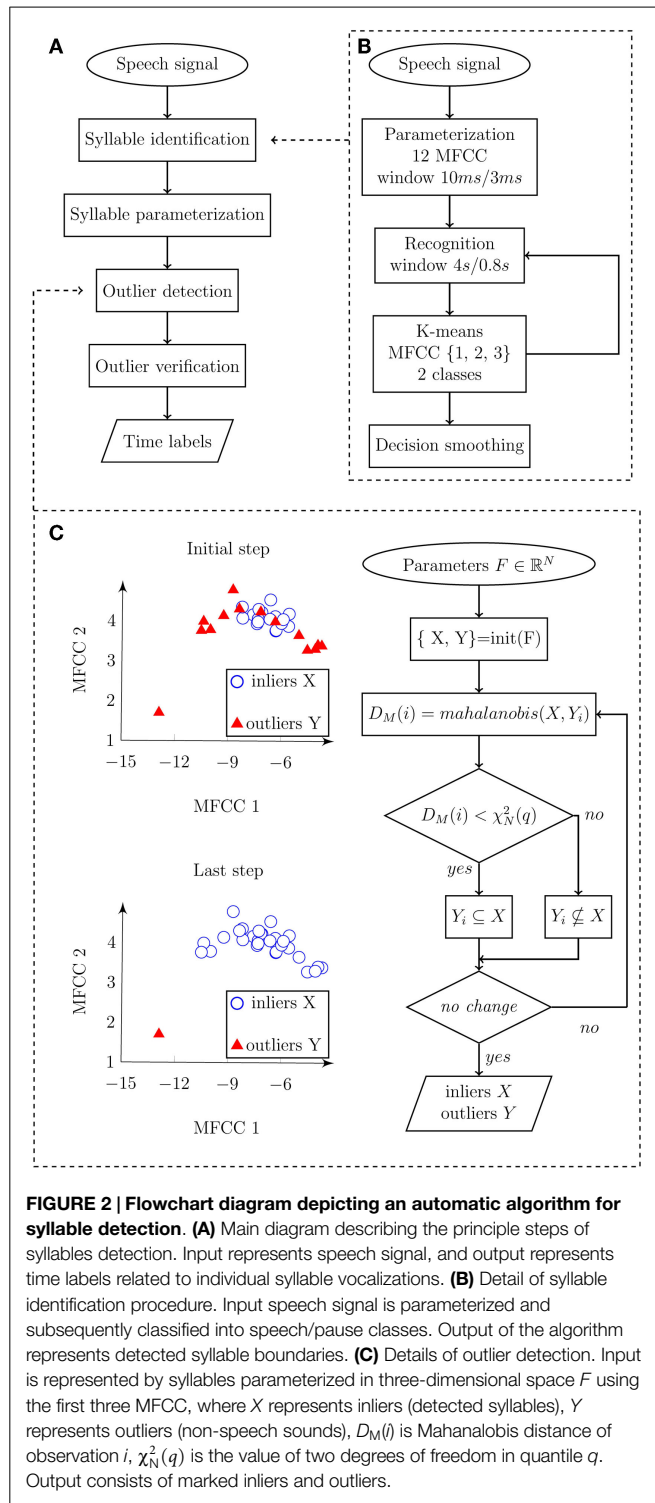 A
Speech signal
Syllable identification
Syllable parameterization
Outlier detection
Outlier verification
Time labels
B
Speech signal
Parameterization
12 MFCC
window 10ms/3ms
Recognition
window 4s/0.8s
K-means
MFCC {1, 2, 3}
2 classes
Decision smoothing
C
Initial step
MFCC 2
4
3
2
1
−15 −12 −9 −6
MFCC 1
inliers X
outliers Y
Last step
MFCC 2
4
3
2
1
−15 −12 −9 −6
MFCC 1
inliers X
outliers Y
Parameters F ∈ ℝ^N
{ X, Y}=init(F)
D_M(i) = mahalanobis(X, Y_i)
D_M(i) < χ²_N(q)
no
yes
Y_i ⊆ X
Y_i ⊈ X
no change
no
yes
inliers X
outliers Y
FIGURE 2 | Flowchart diagram depicting an automatic algorithm for
syllable detection. (A) Main diagram describing the principle steps of
syllables detection. Input represents speech signal, and output represents
time labels related to individual syllable vocalizations. (B) Detail of syllable
identification procedure. Input speech signal is parameterized and
subsequently classified into speech/pause classes. Output of the algorithm
represents detected syllable boundaries. (C) Details of outlier detection. Input
is represented by syllables parameterized in three-dimensional space F using
the first three MFCC, where X represents inliers (detected syllables), Y
represents outliers (non-speech sounds), D_M(i) is Mahanalobis distance of
observation i, χ²_N(q) is the value of two degrees of freedom in quantile q.
Output consists of marked inliers and outliers.